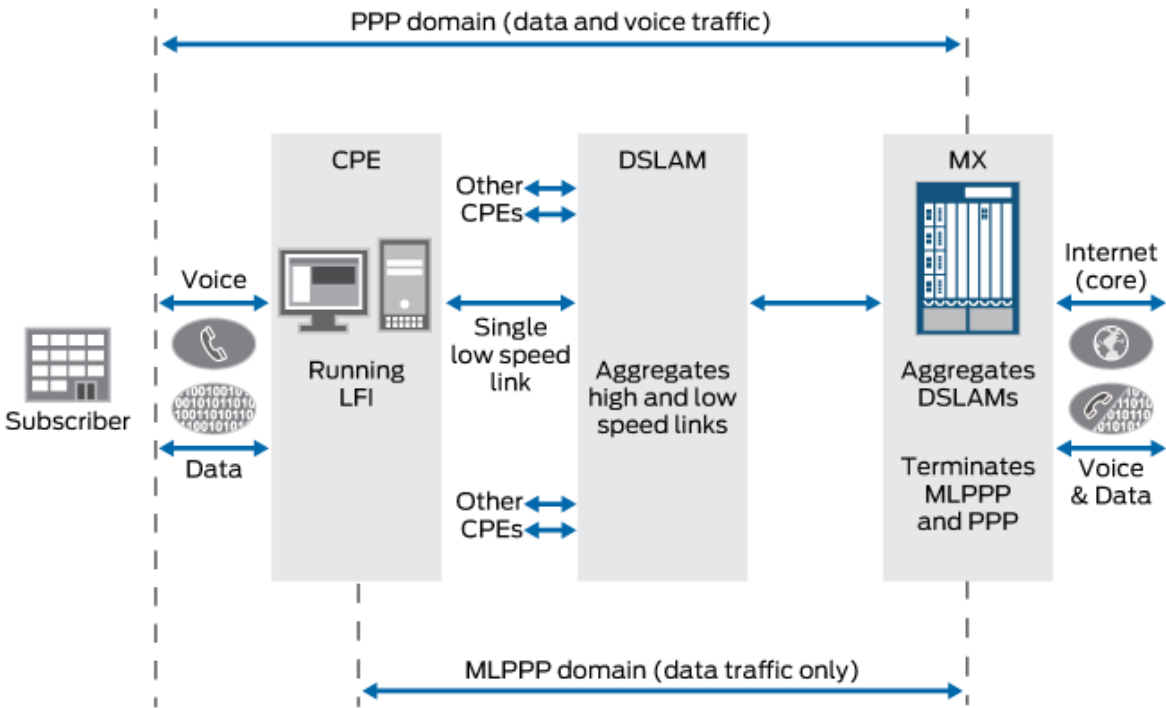 PPP domain (data and voice traffic)
CPE
DSLAM
MX
Other
CPEs
Voice
Single
low speed
link
Internet
(core)
Subscriber
Running
LFI
Aggregates
high and low
speed links
Aggregates
DSLAMs
Data
Other
CPEs
Terminates
MLPPP
and PPP
Voice
& Data
MLPPP domain (data traffic only)